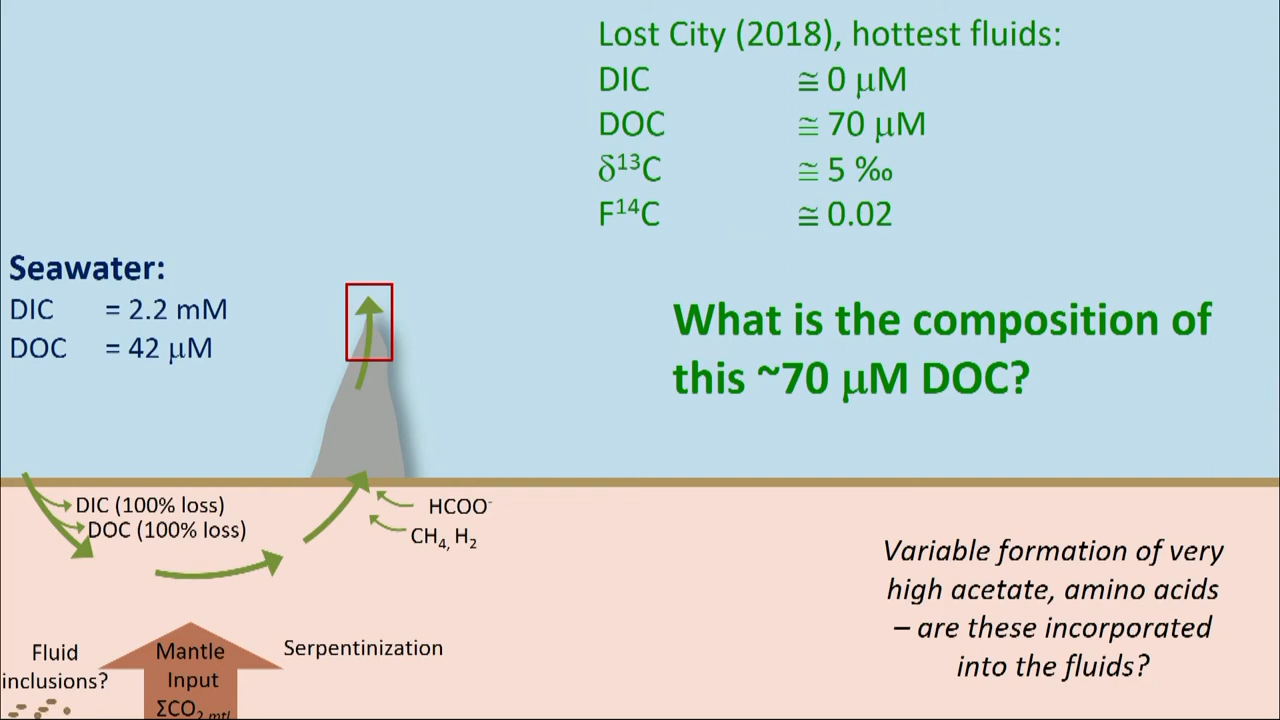 Lost City (2018), hottest fluids:
DIC ≅ 0 μM
DOC ≅ 70 μM
δ¹³C ≅ 5 ‰
F¹⁴C ≅ 0.02
Seawater:
DIC = 2.2 mM
DOC = 42 μM
What is the composition of
this ~70 μM DOC?
DIC (100% loss)
DOC (100% loss)
HCOO⁻
CH₄, H₂
Variable formation of very
high acetate, amino acids
– are these incorporated
into the fluids?
Serpentinization
Fluid
inclusions?
Mantle
Input
ΣCO₂ mtl